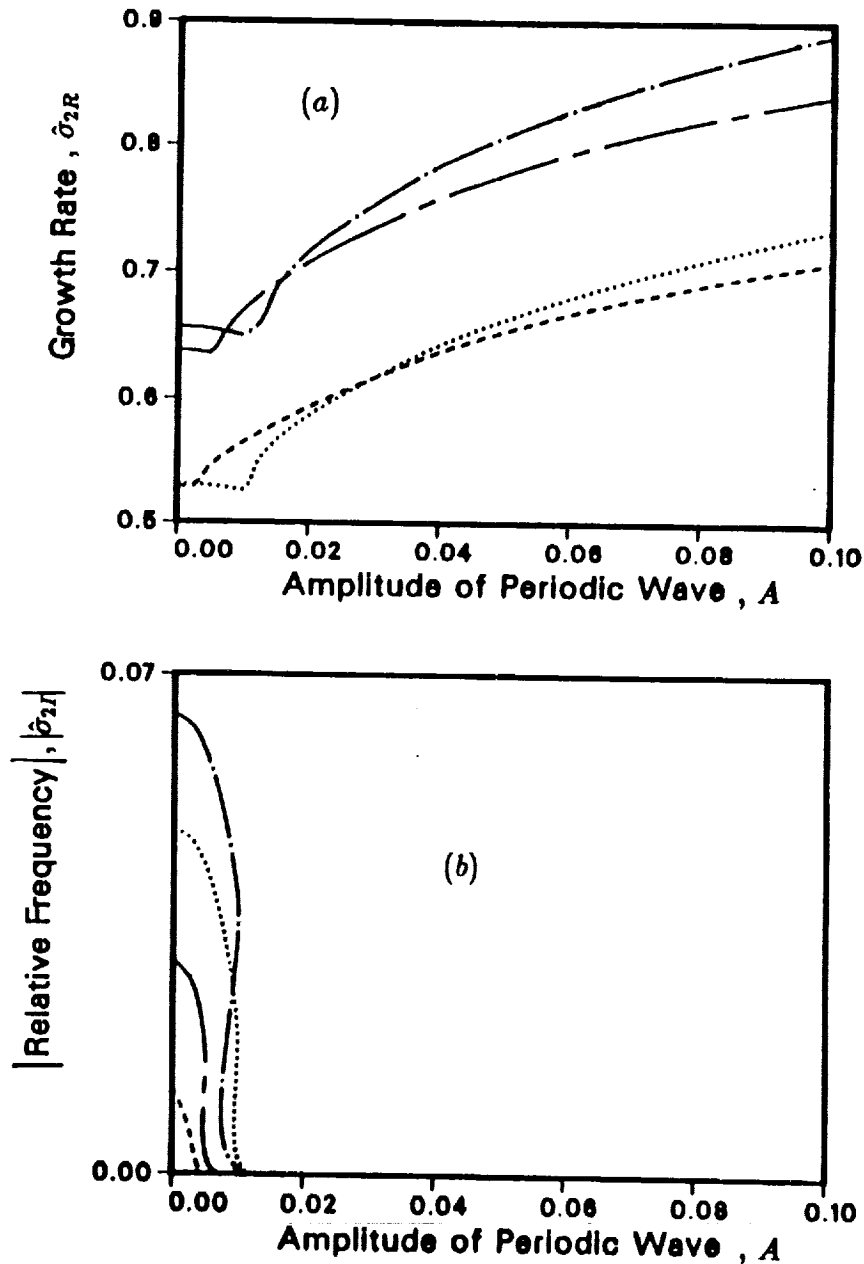 0.9
0.8
0.7
0.6
0.5
Growth Rate , σ̂2R
(a)
0.00 0.02 0.04 0.06 0.08 0.10
Amplitude of Periodic Wave , A
0.07
0.00
|Relative Frequency|, |σ̂2I|
(b)
0.00 0.02 0.04 0.06 0.08 0.10
Amplitude of Periodic Wave , A